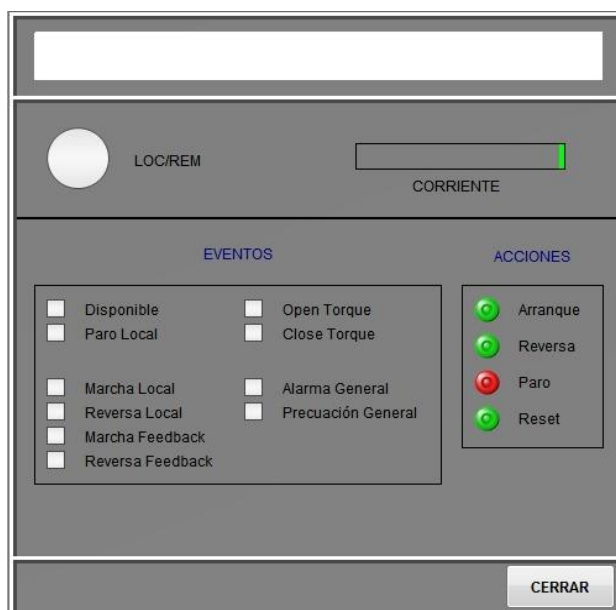 LOC/REM
CORRIENTE
EVENTOS
ACCIONES
Disponible
Paro Local
Marcha Local
Reversa Local
Marcha Feedback
Reversa Feedback
Open Torque
Close Torque
Alarma General
Precuación General
Arranque
Reversa
Paro
Reset
CERRAR